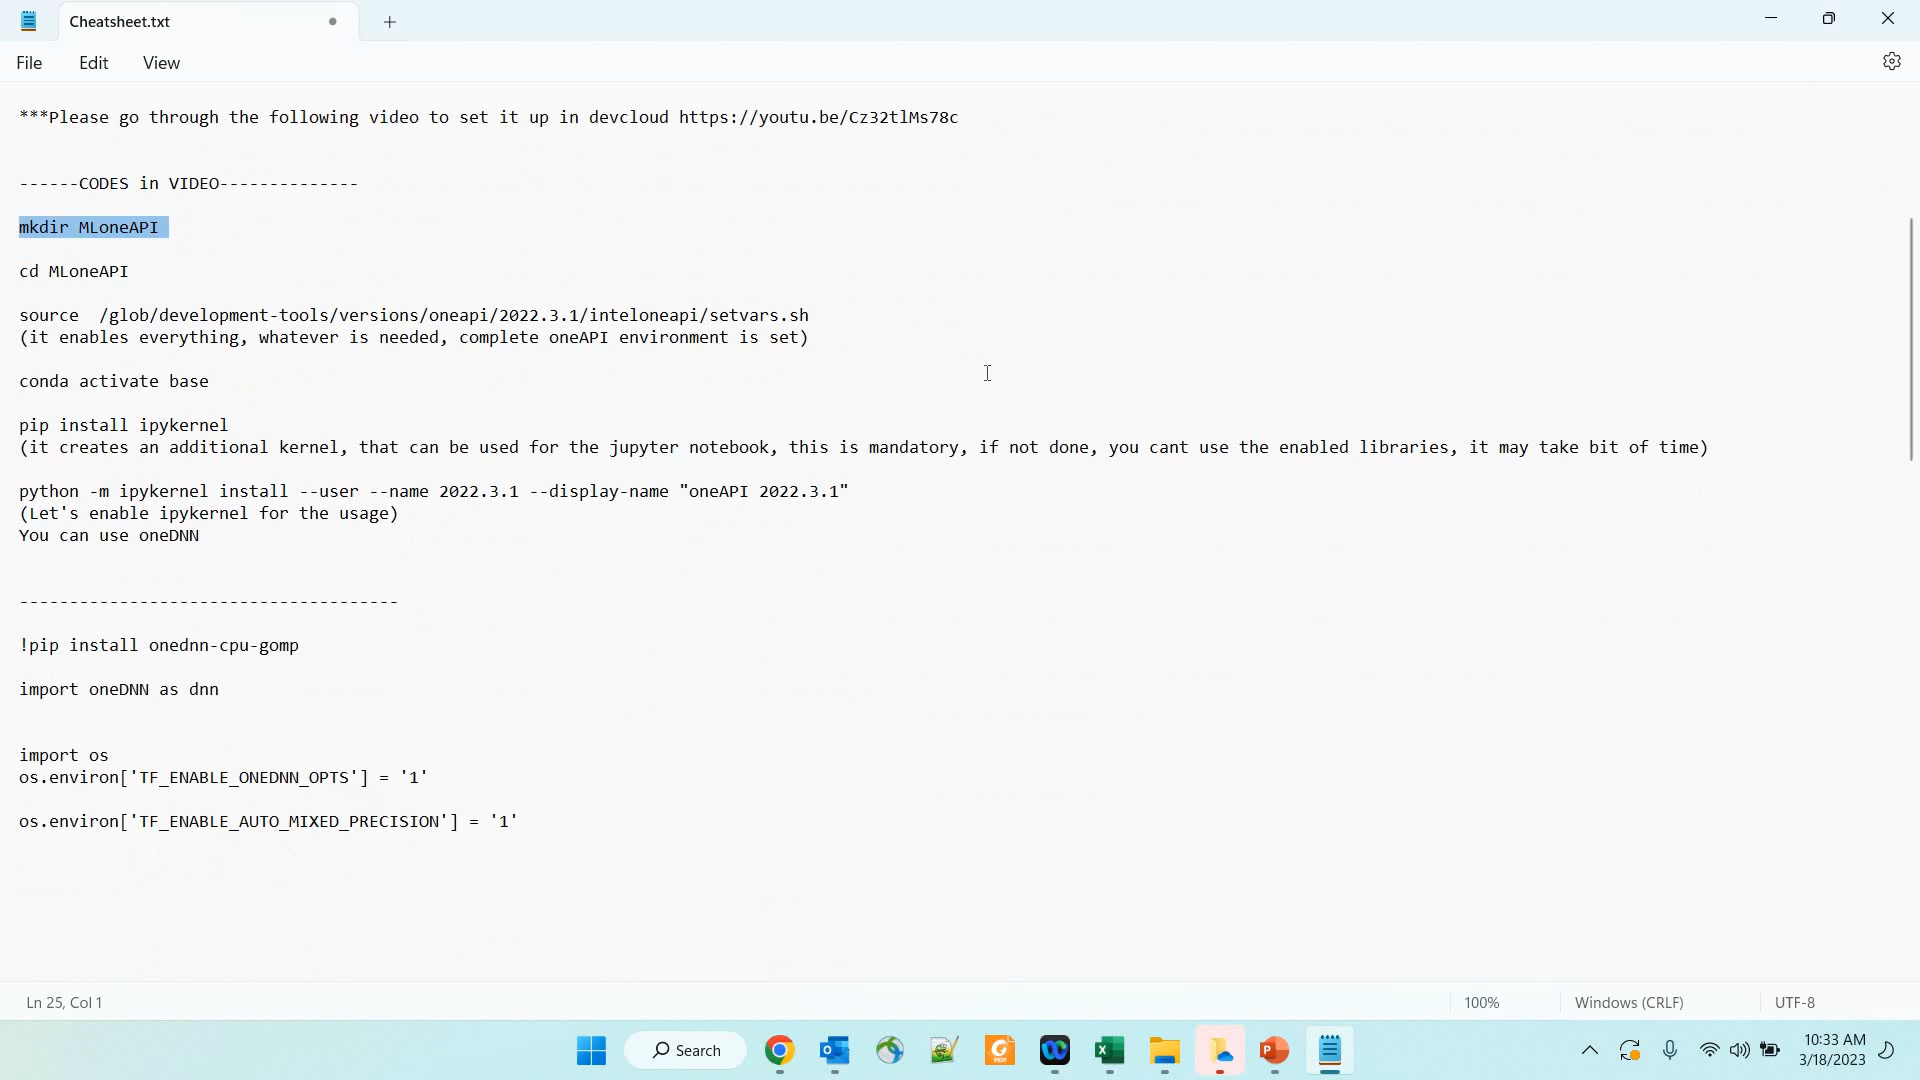 Cheatsheet.txt
File Edit View
***Please go through the following video to set it up in devcloud https://youtu.be/Cz32tlMs78c
------CODES in VIDEO--------------
mkdir MLoneAPI
cd MLoneAPI
source  /glob/development-tools/versions/oneapi/2022.3.1/inteloneapi/setvars.sh
(it enables everything, whatever is needed, complete oneAPI environment is set)
conda activate base
pip install ipykernel
(it creates an additional kernel, that can be used for the jupyter notebook, this is mandatory, if not done, you cant use the enabled libraries, it may take bit of time)
python -m ipykernel install --user --name 2022.3.1 --display-name "oneAPI 2022.3.1"
(Let's enable ipykernel for the usage)
You can use oneDNN
--------------------------------------
!pip install onednn-cpu-gomp
import oneDNN as dnn
import os
os.environ['TF_ENABLE_ONEDNN_OPTS'] = '1'
os.environ['TF_ENABLE_AUTO_MIXED_PRECISION'] = '1'
Ln 25, Col 1 100% Windows (CRLF) UTF-8
Search
10:33 AM
3/18/2023